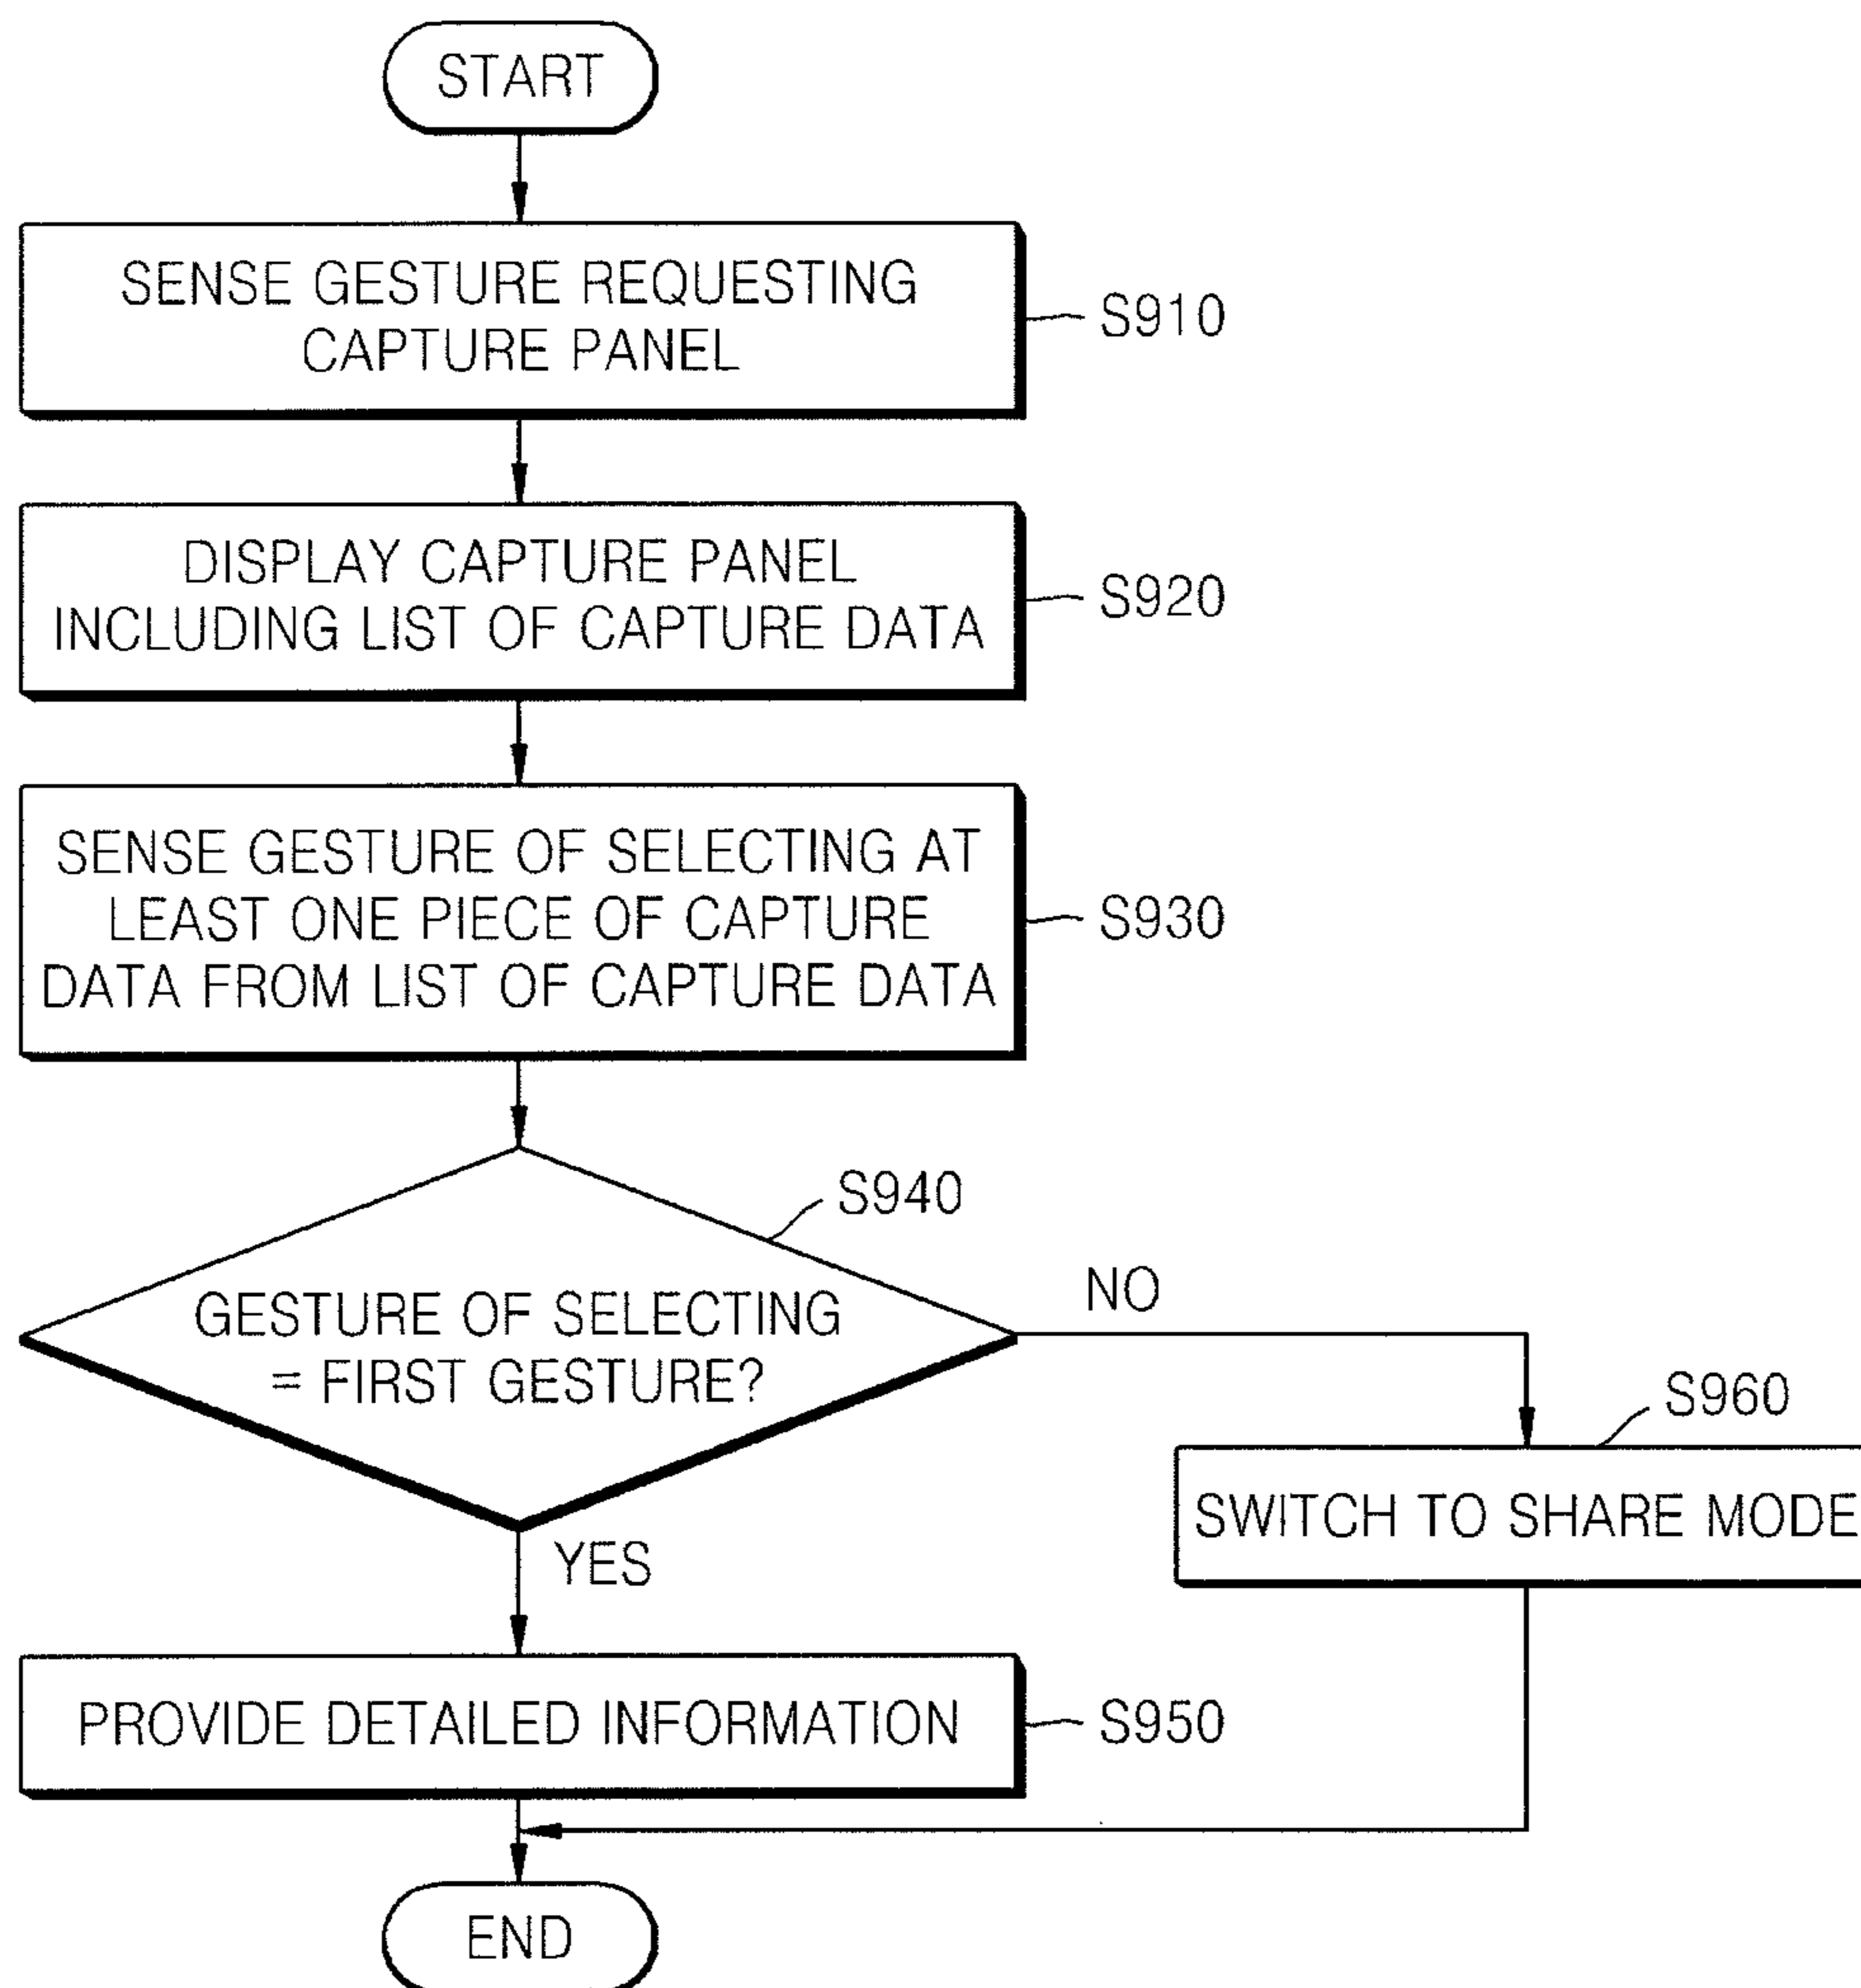 START
SENSE GESTURE REQUESTING
CAPTURE PANEL
S910
DISPLAY CAPTURE PANEL
INCLUDING LIST OF CAPTURE DATA
S920
SENSE GESTURE OF SELECTING AT
LEAST ONE PIECE OF CAPTURE
DATA FROM LIST OF CAPTURE DATA
S930
S940
GESTURE OF SELECTING
= FIRST GESTURE?
NO
S960
SWITCH TO SHARE MODE
YES
PROVIDE DETAILED INFORMATION
S950
END